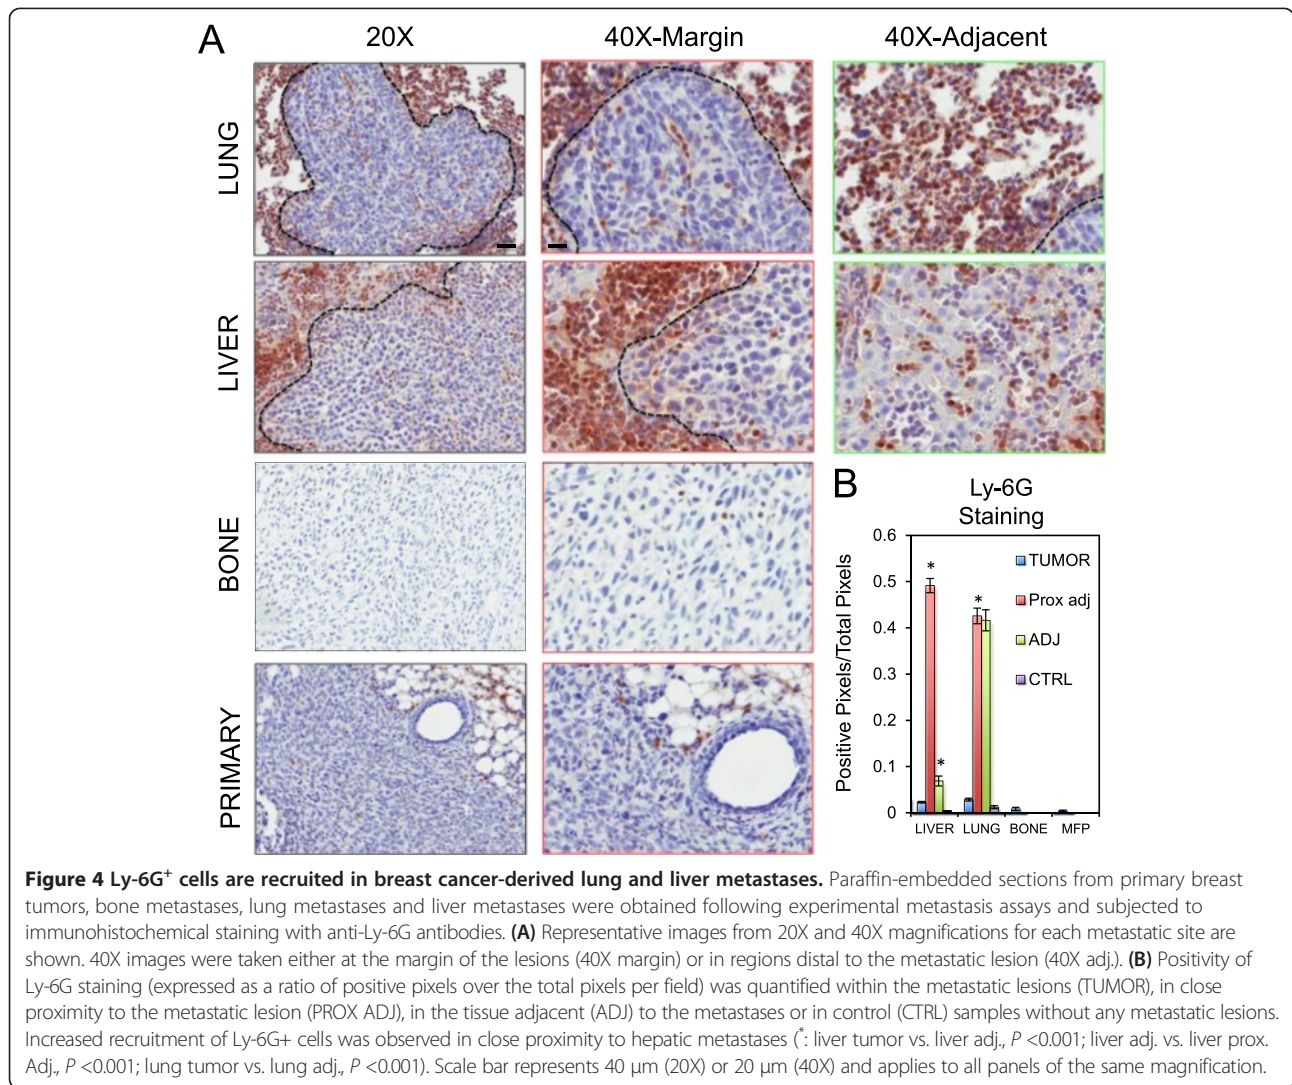 A
20X
40X-Margin
40X-Adjacent
LUNG
LIVER
BONE
PRIMARY
B
Ly-6G
Staining
Positive Pixels/Total Pixels
0.6
0.5
0.4
0.3
0.2
0.1
0
*
*
*
TUMOR
Prox adj
ADJ
CTRL
LIVER LUNG BONE MFP
Figure 4 Ly-6G+ cells are recruited in breast cancer-derived lung and liver metastases. Paraffin-embedded sections from primary breast
tumors, bone metastases, lung metastases and liver metastases were obtained following experimental metastasis assays and subjected to
immunohistochemical staining with anti-Ly-6G antibodies. (A) Representative images from 20X and 40X magnifications for each metastatic site are
shown. 40X images were taken either at the margin of the lesions (40X margin) or in regions distal to the metastatic lesion (40X adj.). (B) Positivity of
Ly-6G staining (expressed as a ratio of positive pixels over the total pixels per field) was quantified within the metastatic lesions (TUMOR), in close
proximity to the metastatic lesion (PROX ADJ), in the tissue adjacent (ADJ) to the metastases or in control (CTRL) samples without any metastatic lesions.
Increased recruitment of Ly-6G+ cells was observed in close proximity to hepatic metastases (*: liver tumor vs. liver adj., P <0.001; liver adj. vs. liver prox.
Adj., P <0.001; lung tumor vs. lung adj., P <0.001). Scale bar represents 40 μm (20X) or 20 μm (40X) and applies to all panels of the same magnification.